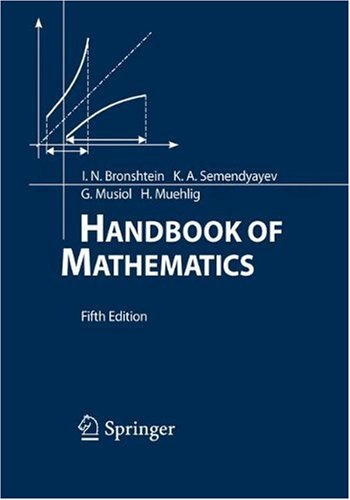 I. N. Bronshtein K. A. Semendyayev
G. Musiol H. Muehlig
HANDBOOK OF
MATHEMATICS
Fifth Edition
Springer